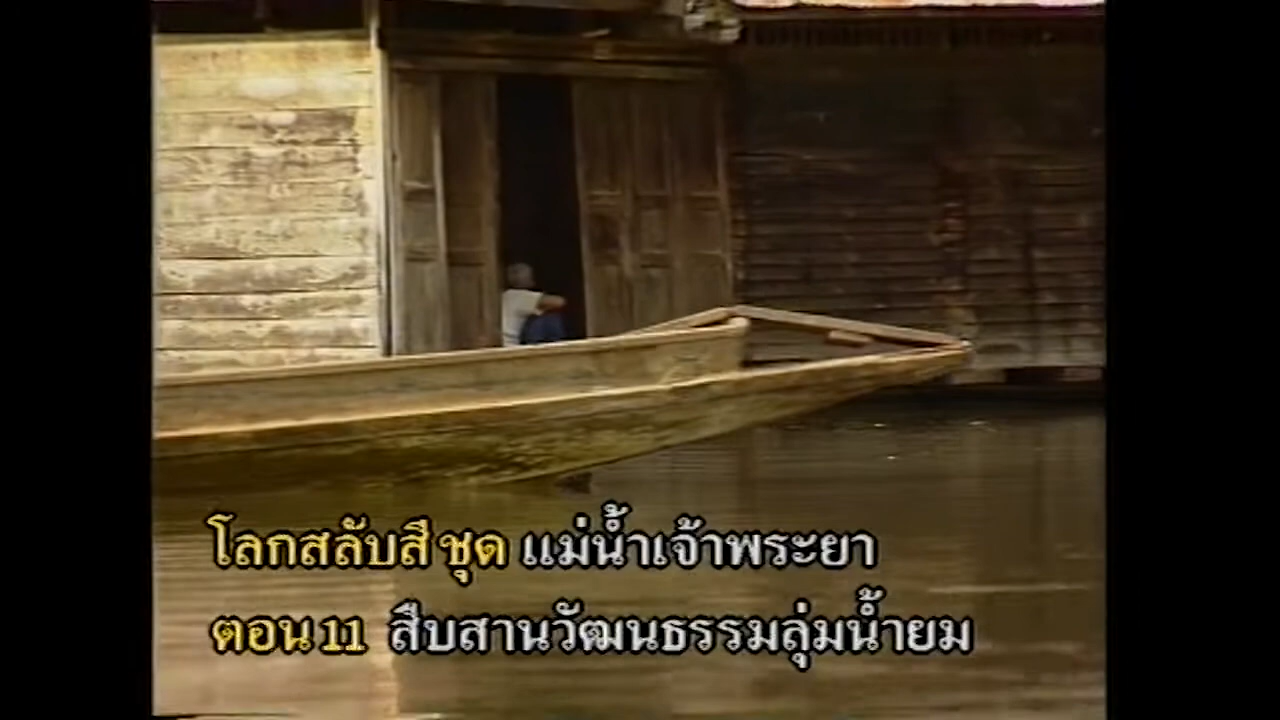 โลกสลับสี ชุด แม่น้ำเจ้าพระยา
ตอน 11 สืบสานวัฒนธรรมลุ่มน้ำยม